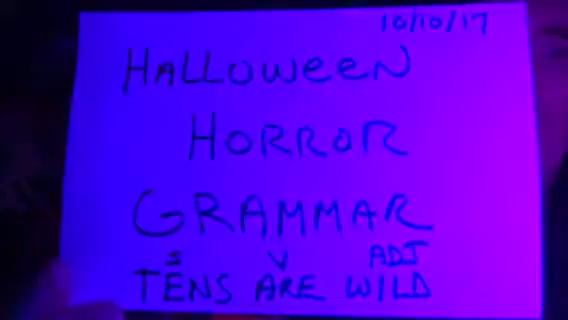 10/10/17
HALLOWEEN
HORROR
GRAMMAR
S V ADJ
TENS ARE WILD